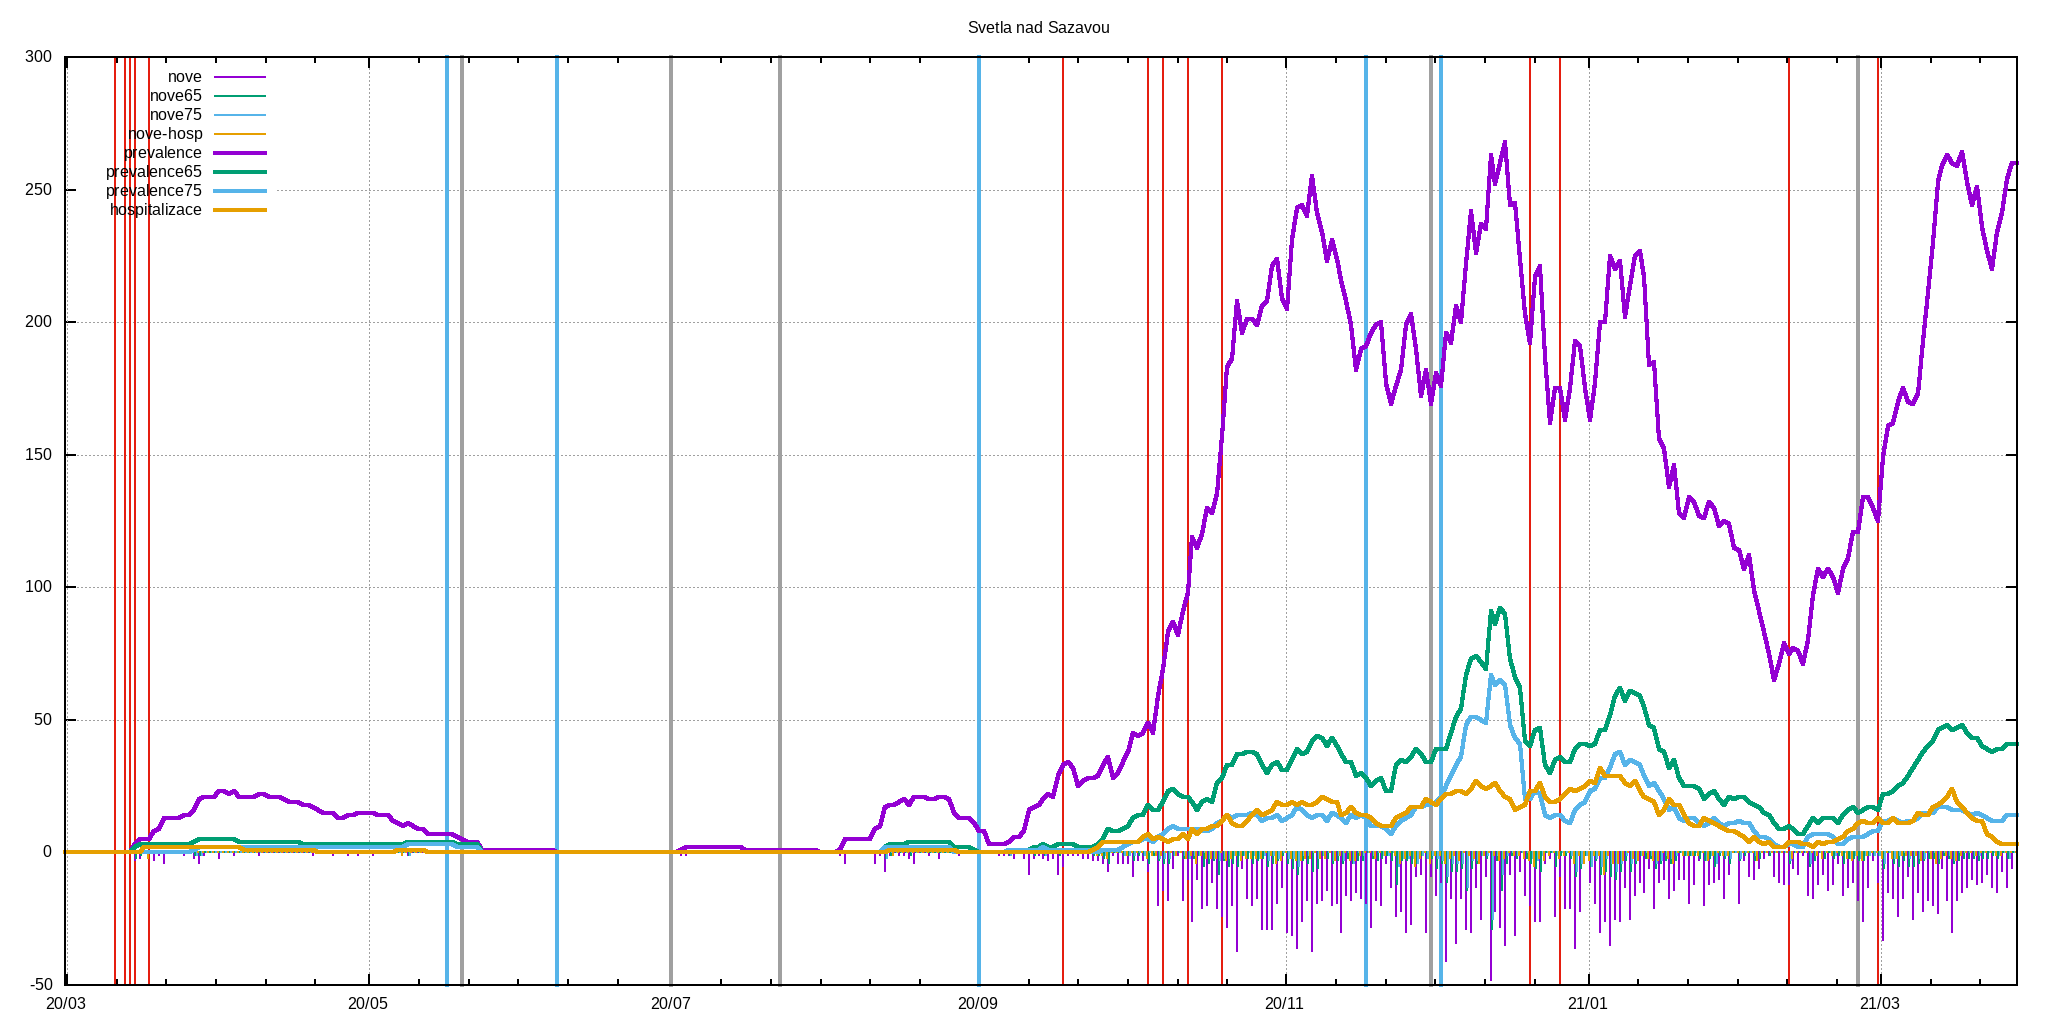 Svetla nad Sazavou
300
250
200
150
100
50
0
-50
nove
nove65
nove75
nove-hosp
prevalence
prevalence65
prevalence75
hospitalizace
20/03 20/05 20/07 20/09 20/11 21/01 21/03